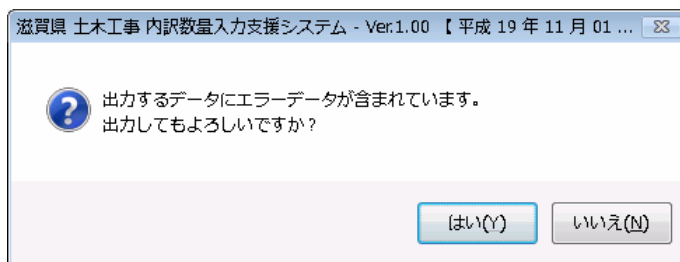 滋賀県 土木工事 内訳数量入力支援システム - Ver.1.00 【 平成 19 年 11 月 01 ...
出力するデータにエラーデータが含まれています。
出力してもよろしいですか？
はい(Y) いいえ(N)